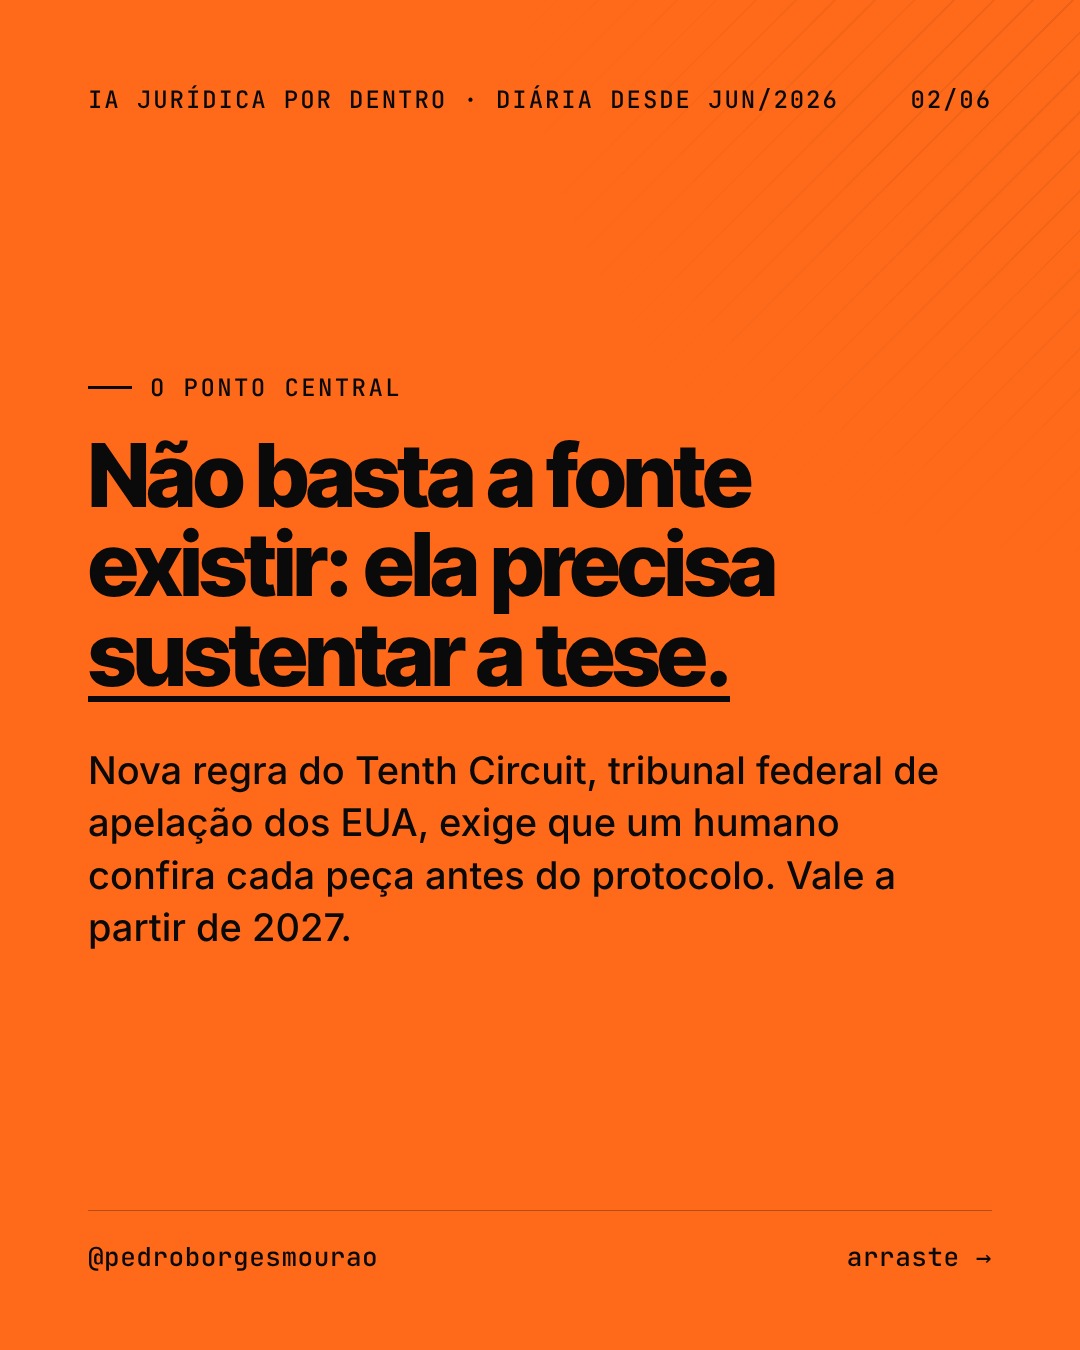 IA JURÍDICA POR DENTRO · DIÁRIA DESDE JUN/2026 02/06
O PONTO CENTRAL
Não basta a fonte
existir: ela precisa
sustentar a tese.
Nova regra do Tenth Circuit, tribunal federal de
apelação dos EUA, exige que um humano
confira cada peça antes do protocolo. Vale a
partir de 2027.
@pedroborgesmourao arraste →